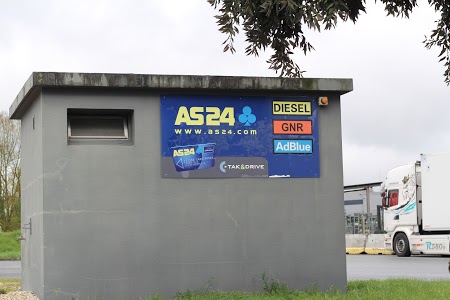 AS24
www.as24.com
DIESEL
GNR
AdBlue
AS24
TAK&DRIVE